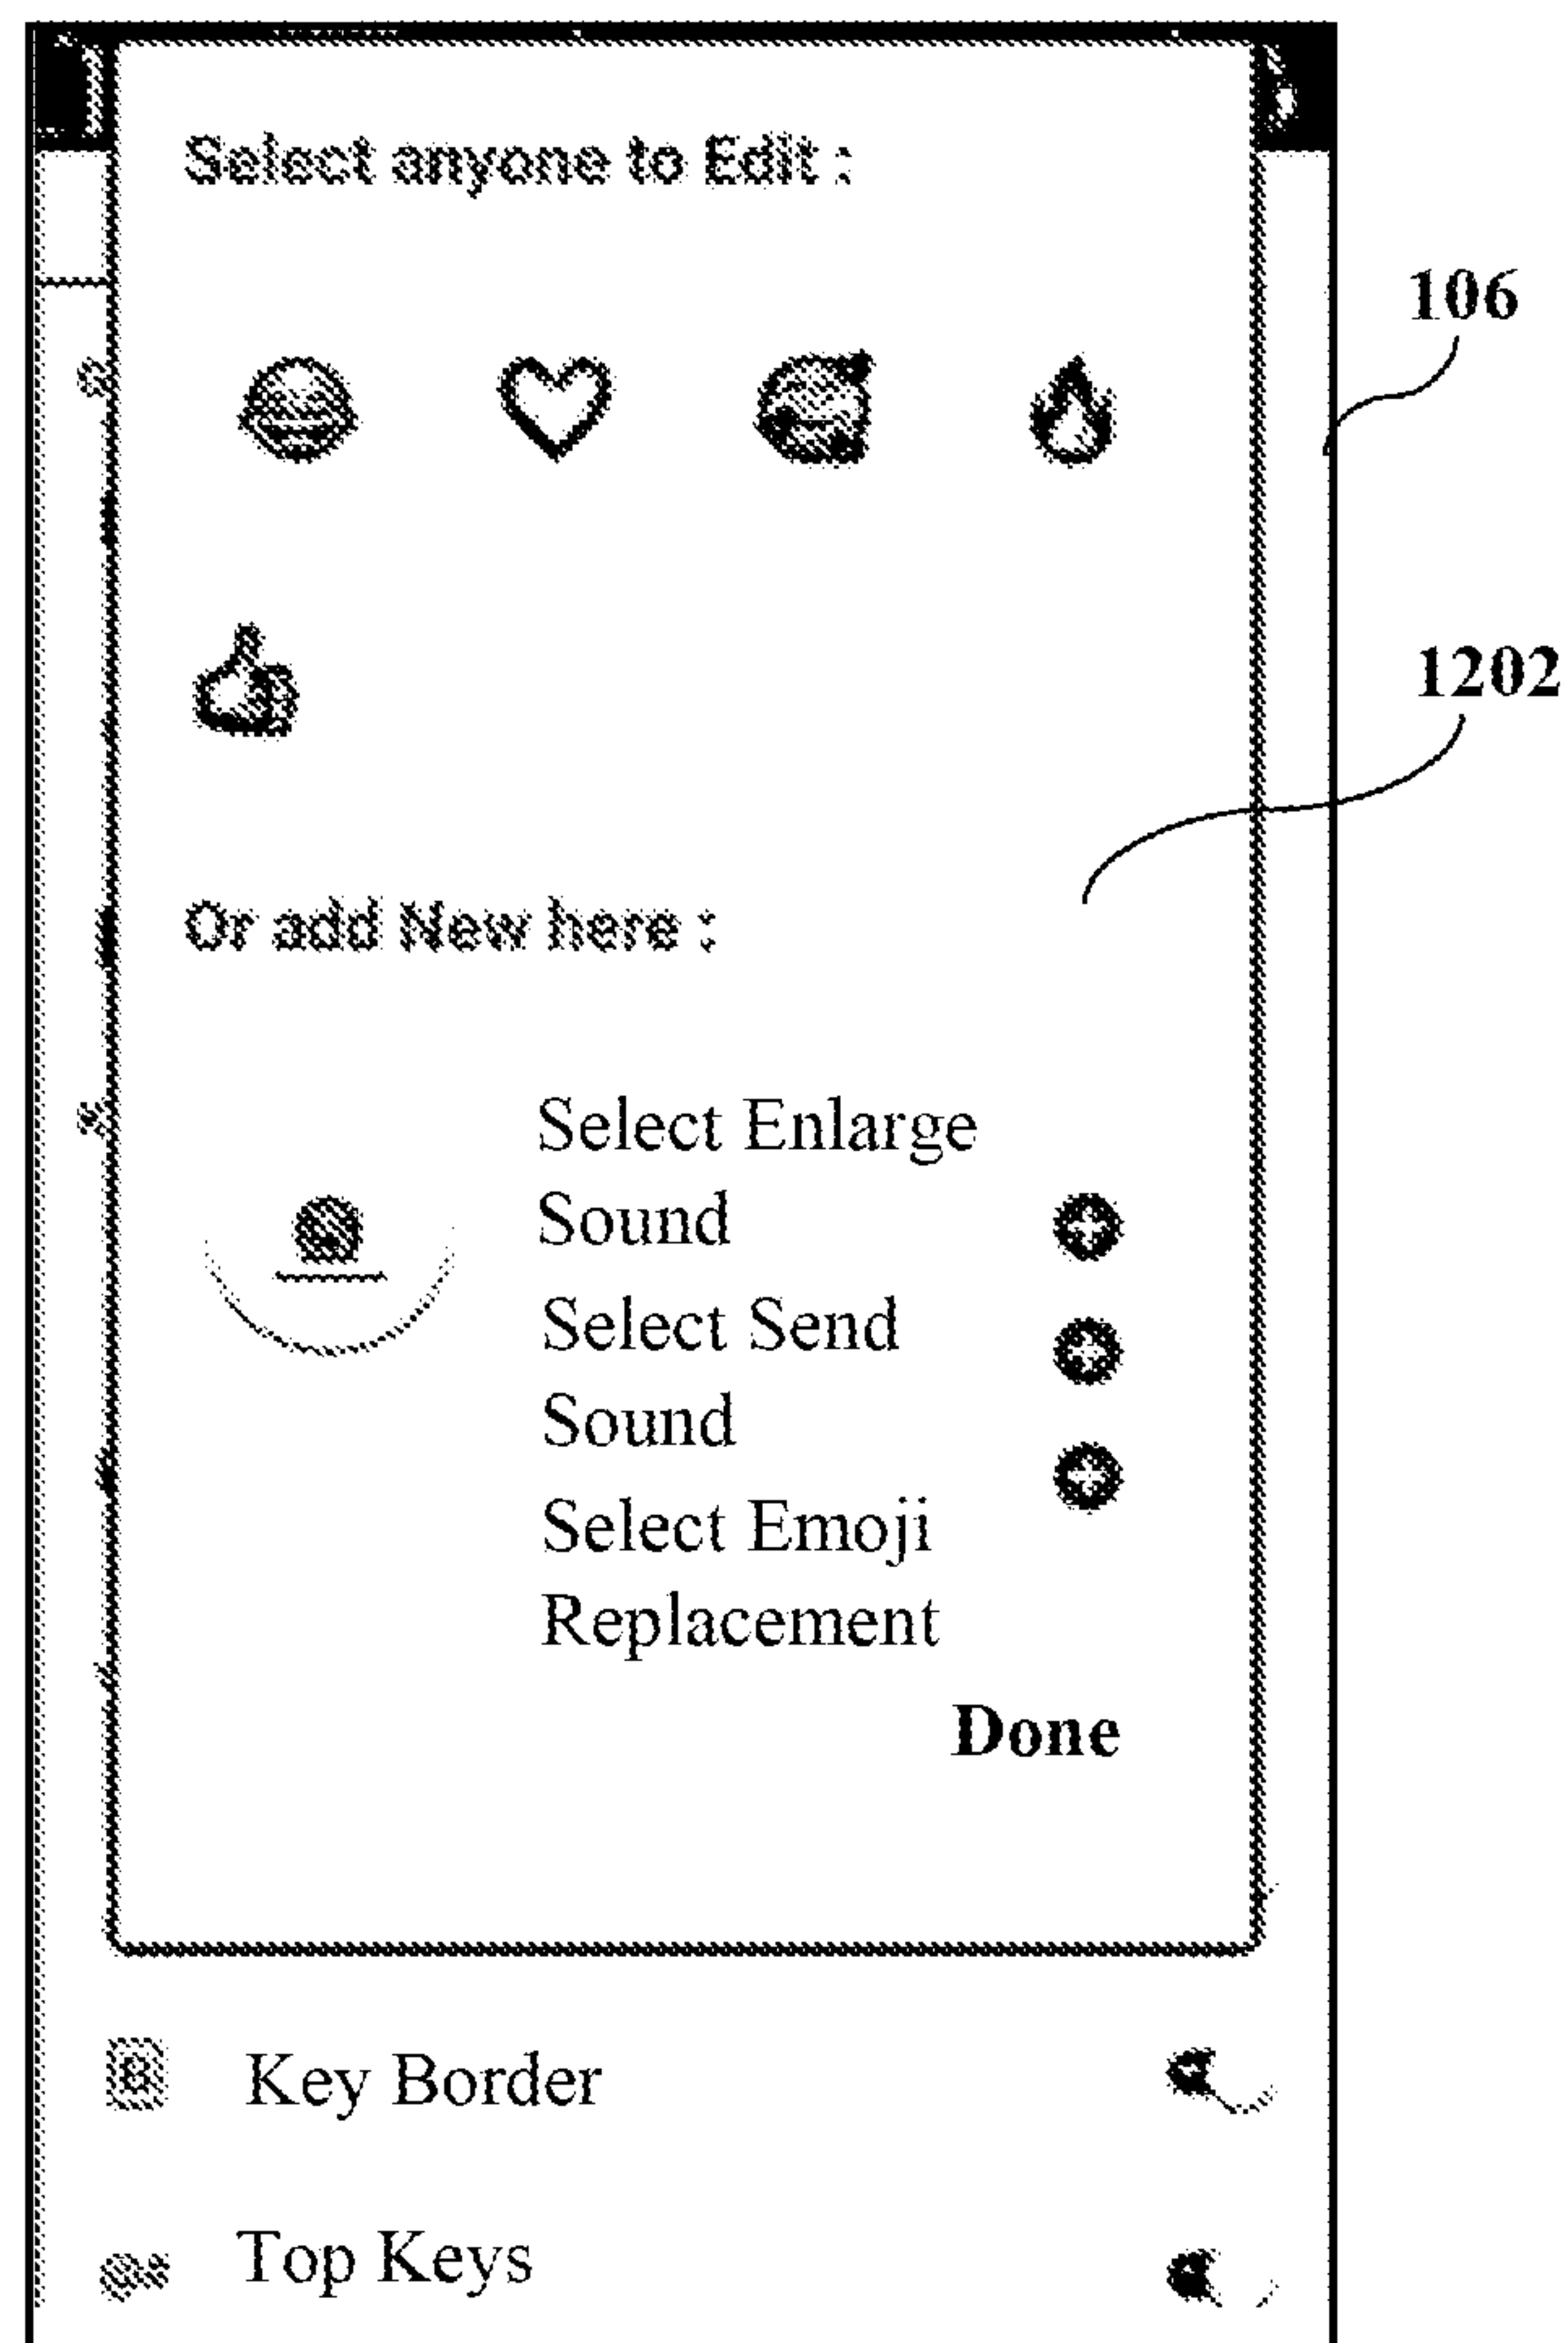 Select anyone to Edit :
106
1202
Or add New here :
Select Enlarge
Sound
Select Send
Sound
Select Emoji
Replacement
Done
Key Border
Top Keys